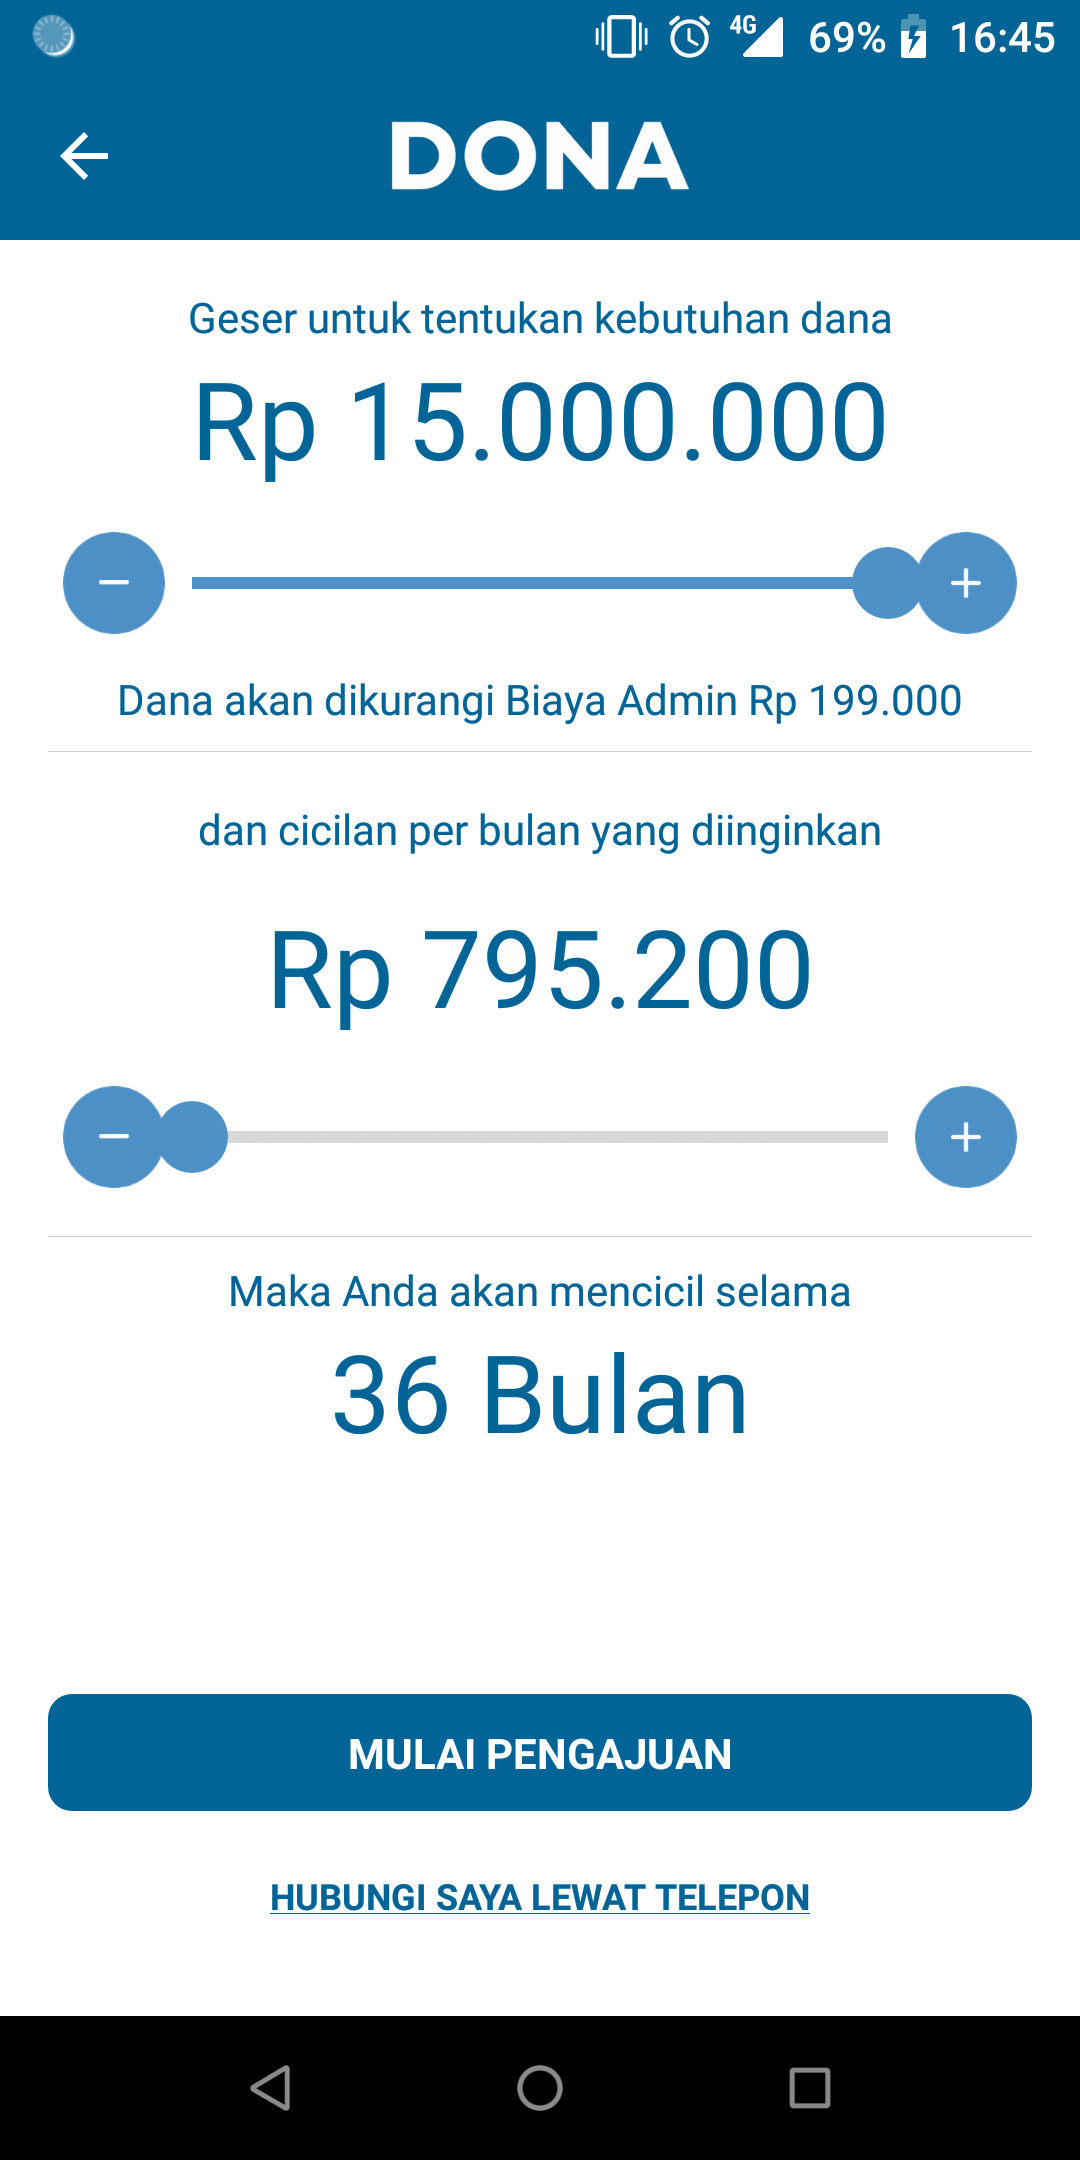 4G 69% 16:45
DONA
Geser untuk tentukan kebutuhan dana
Rp 15.000.000
Dana akan dikurangi Biaya Admin Rp 199.000
dan cicilan per bulan yang diinginkan
Rp 795.200
Maka Anda akan mencicil selama
36 Bulan
MULAI PENGAJUAN
HUBUNGI SAYA LEWAT TELEPON